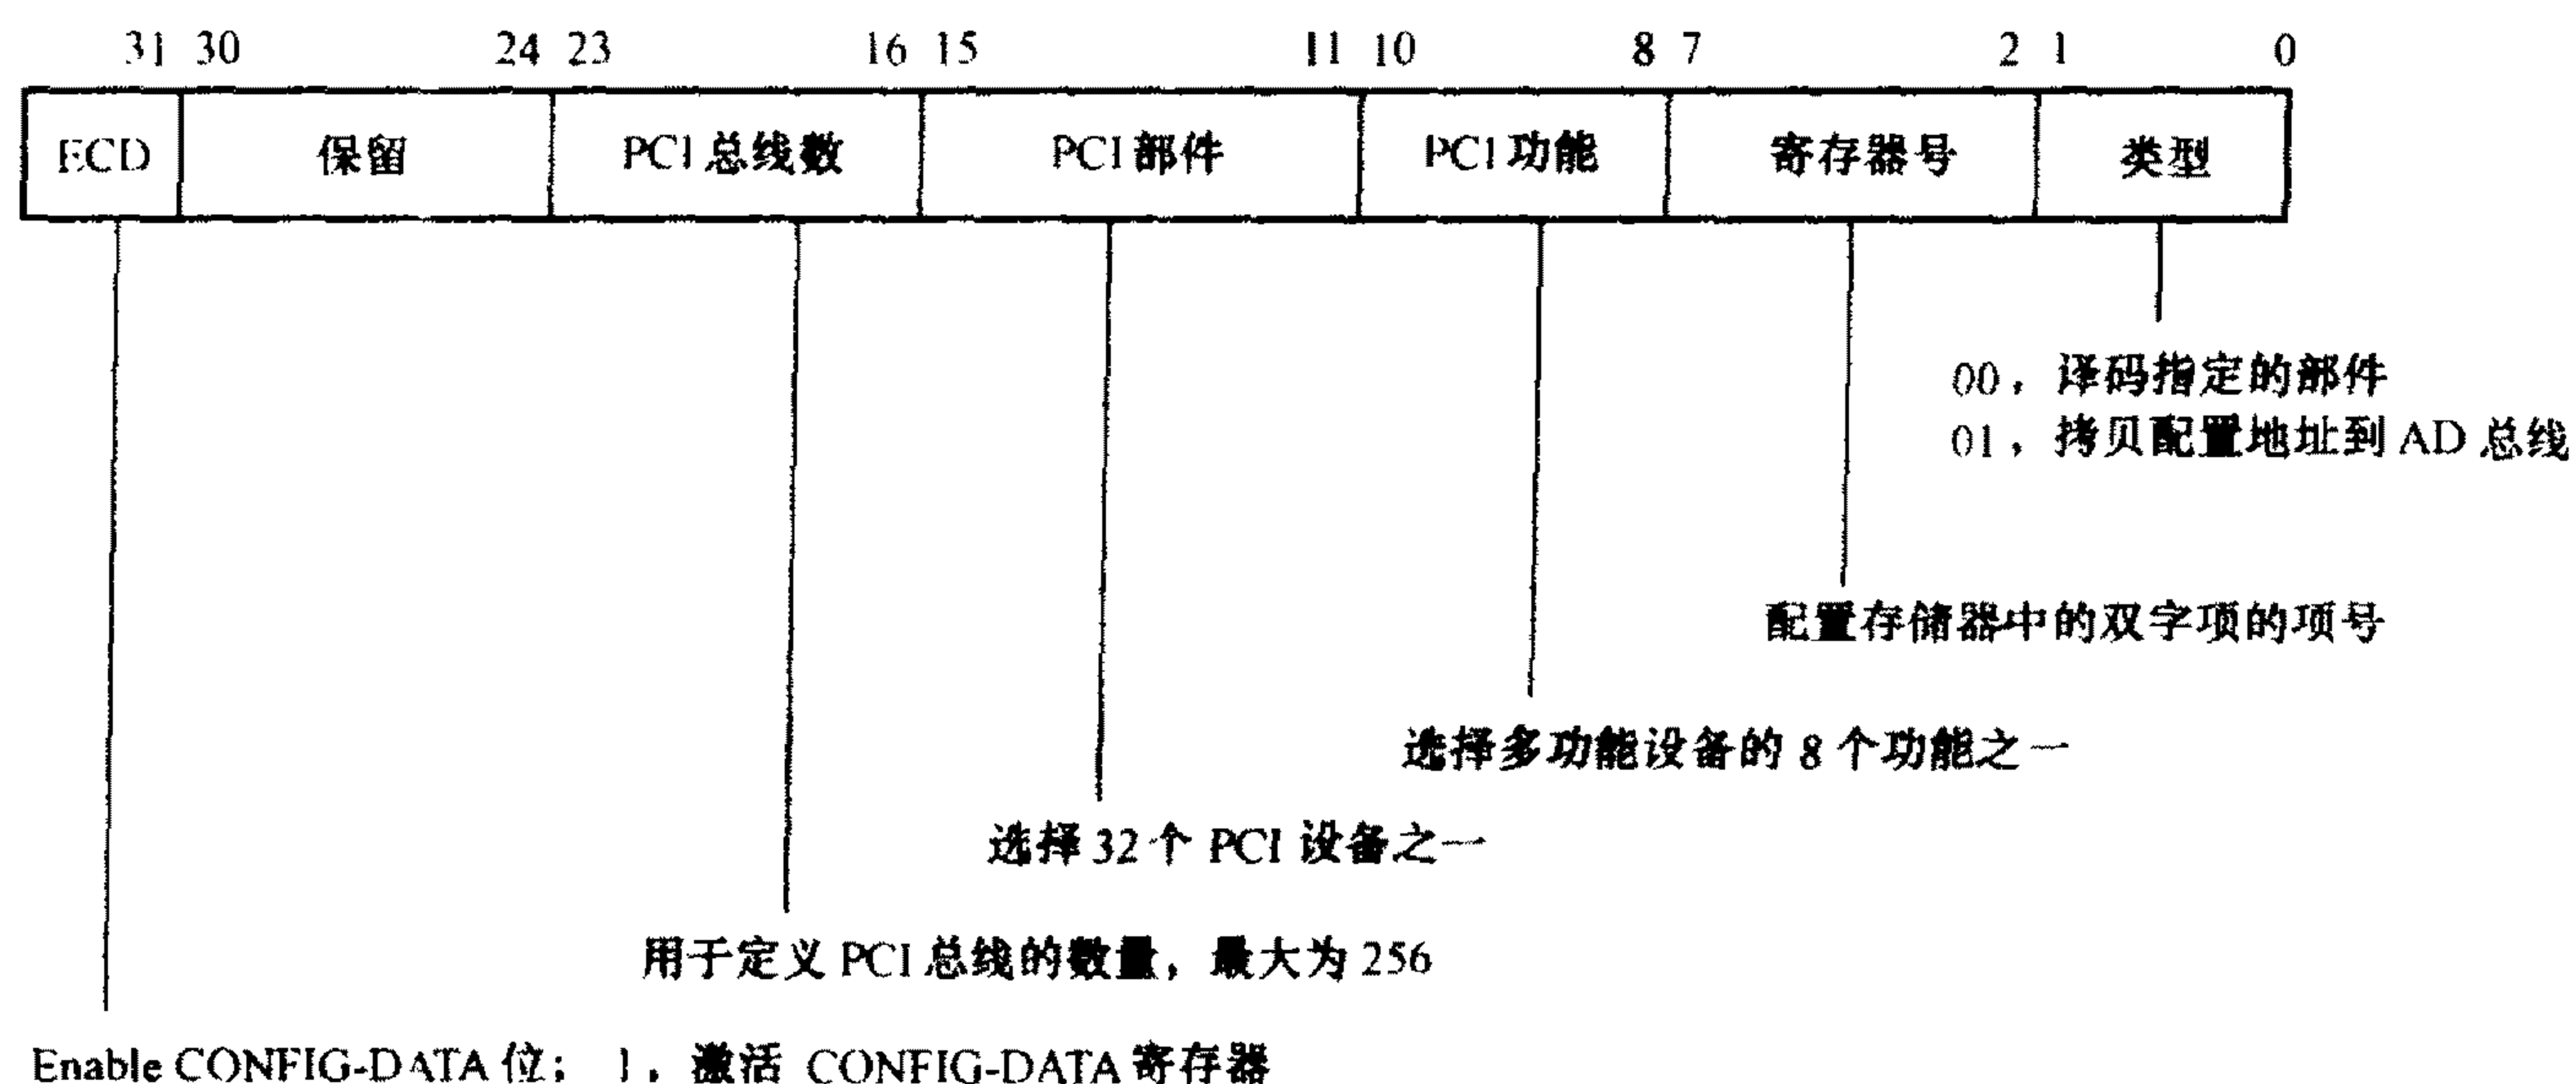 31 30 24 23 16 15 11 10 8 7 2 1 0
ECD 保留 PCI 总线数 PCI 部件 PCI 功能 寄存器号 类型
00，译码指定的部件
01，拷贝配置地址到 AD 总线
配置存储器中的双字项的项号
选择多功能设备的 8 个功能之一
选择 32 个 PCI 设备之一
用于定义 PCI 总线的数量，最大为 256
Enable CONFIG-DATA 位； 1，激活 CONFIG-DATA 寄存器